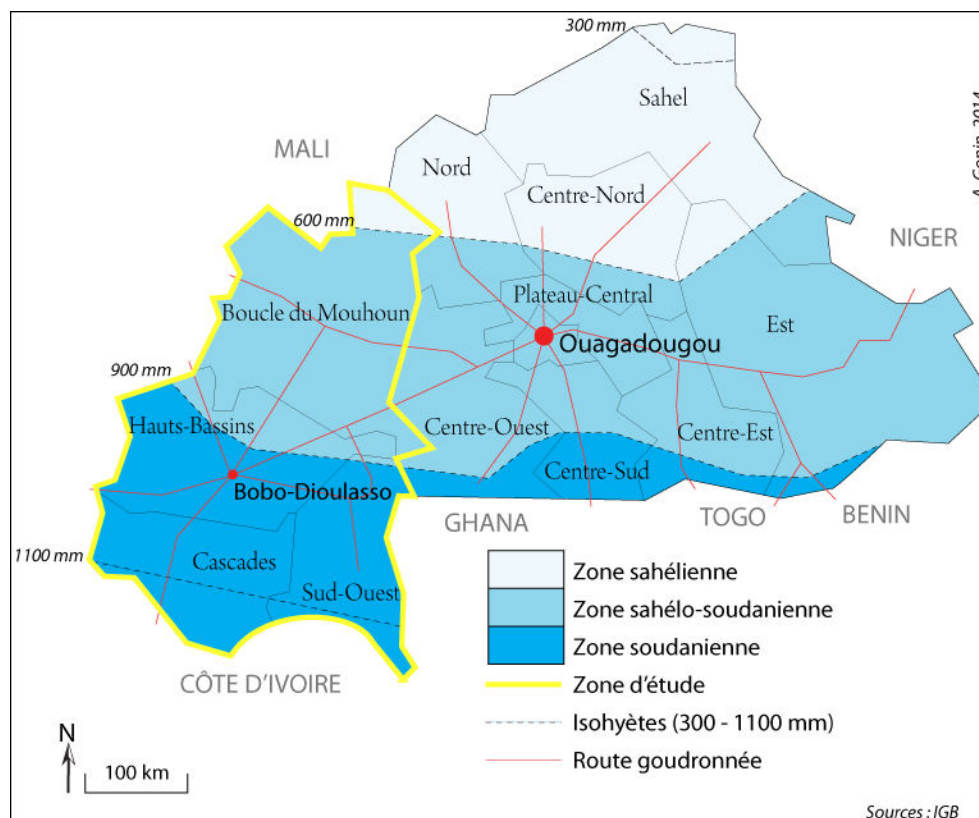 300 mm
Sahel
A. Genin, 2014
MALI
Nord
Centre-Nord
600 mm
NIGER
Plateau-Central
Boucle du Mouhoun
Est
Ouagadougou
900 mm
Hauts-Bassins
Centre-Ouest
Centre-Est
Centre-Sud
Bobo-Dioulasso
GHANA
TOGO
BENIN
1100 mm
Cascades
Sud-Ouest
CÔTE D'IVOIRE
Zone sahélienne
Zone sahélo-soudanienne
Zone soudanienne
Zone d'étude
Isohyètes (300 - 1100 mm)
Route goudronnée
N
100 km
Sources : IGB